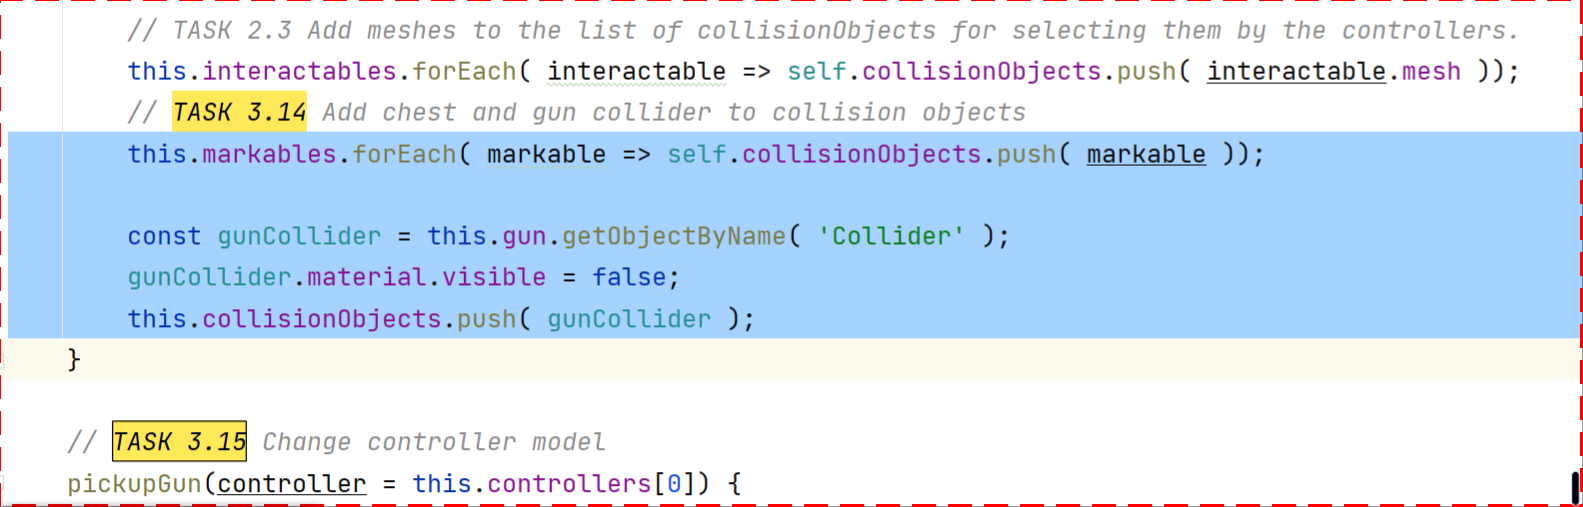 // TASK 2.3 Add meshes to the list of collisionObjects for selecting them by the controllers.
this.interactables.forEach( interactable => self.collisionObjects.push( interactable.mesh ));
// TASK 3.14 Add chest and gun collider to collision objects
this.markables.forEach( markable => self.collisionObjects.push( markable ));
const gunCollider = this.gun.getObjectByName( 'Collider' );
gunCollider.material.visible = false;
this.collisionObjects.push( gunCollider );
}
// TASK 3.15 Change controller model
pickupGun(controller = this.controllers[0]) {